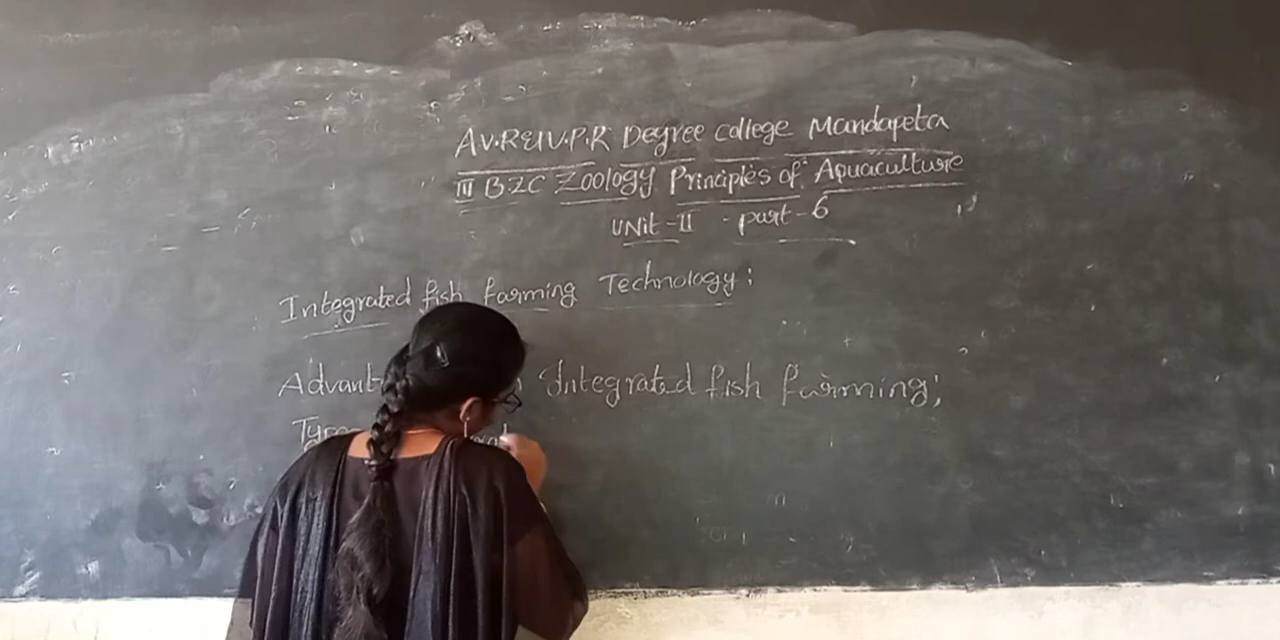 A.V.R&V.P.R Degree College Mandapeta
III BZC Zoology Principles of Aquaculture
UNit-II - part-6
Integrated fish farming Technology:
Integrated fish farming;